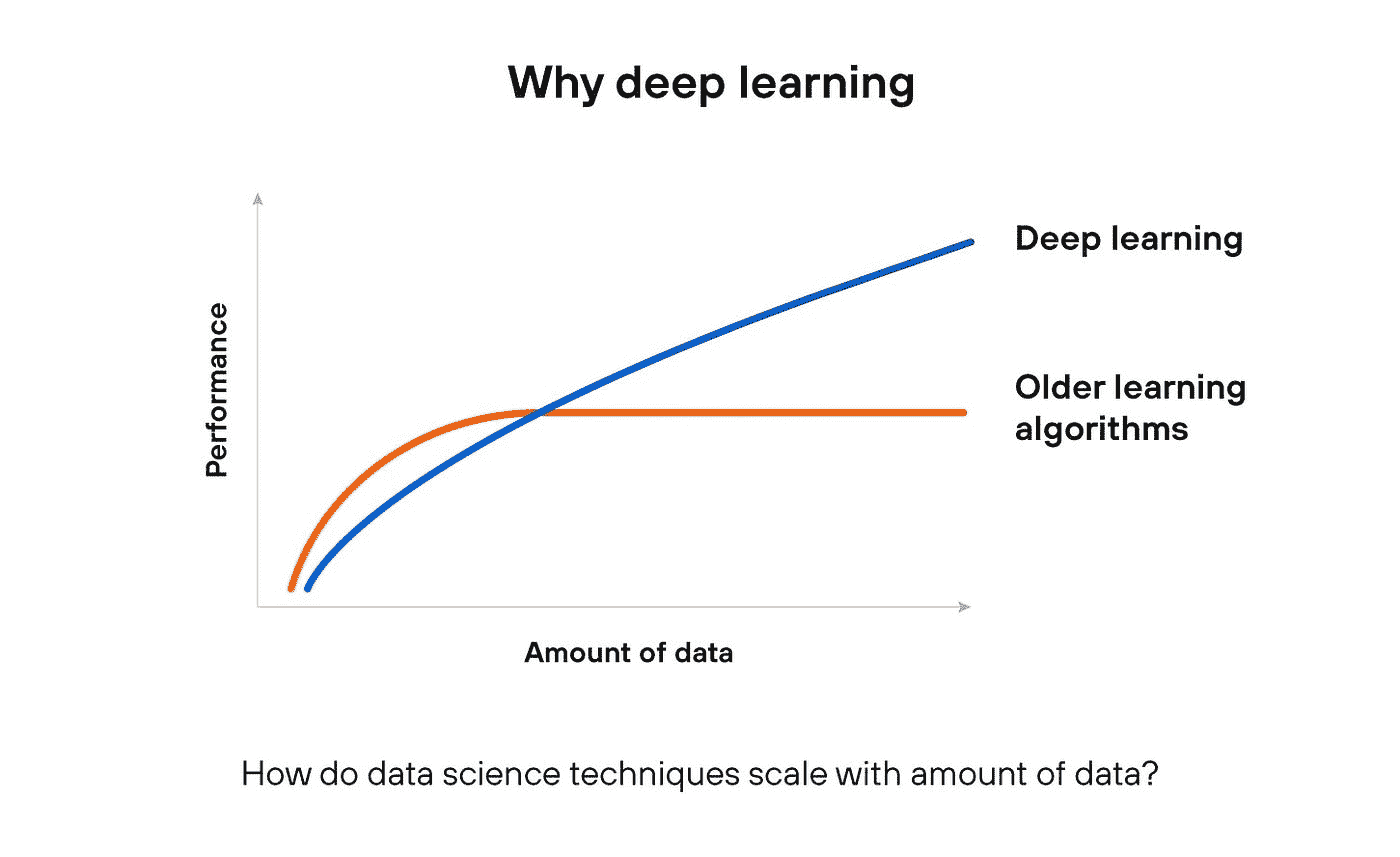 Why deep learning
Deep learning
Performance
Older learning
algorithms
Amount of data
How do data science techniques scale with amount of data?